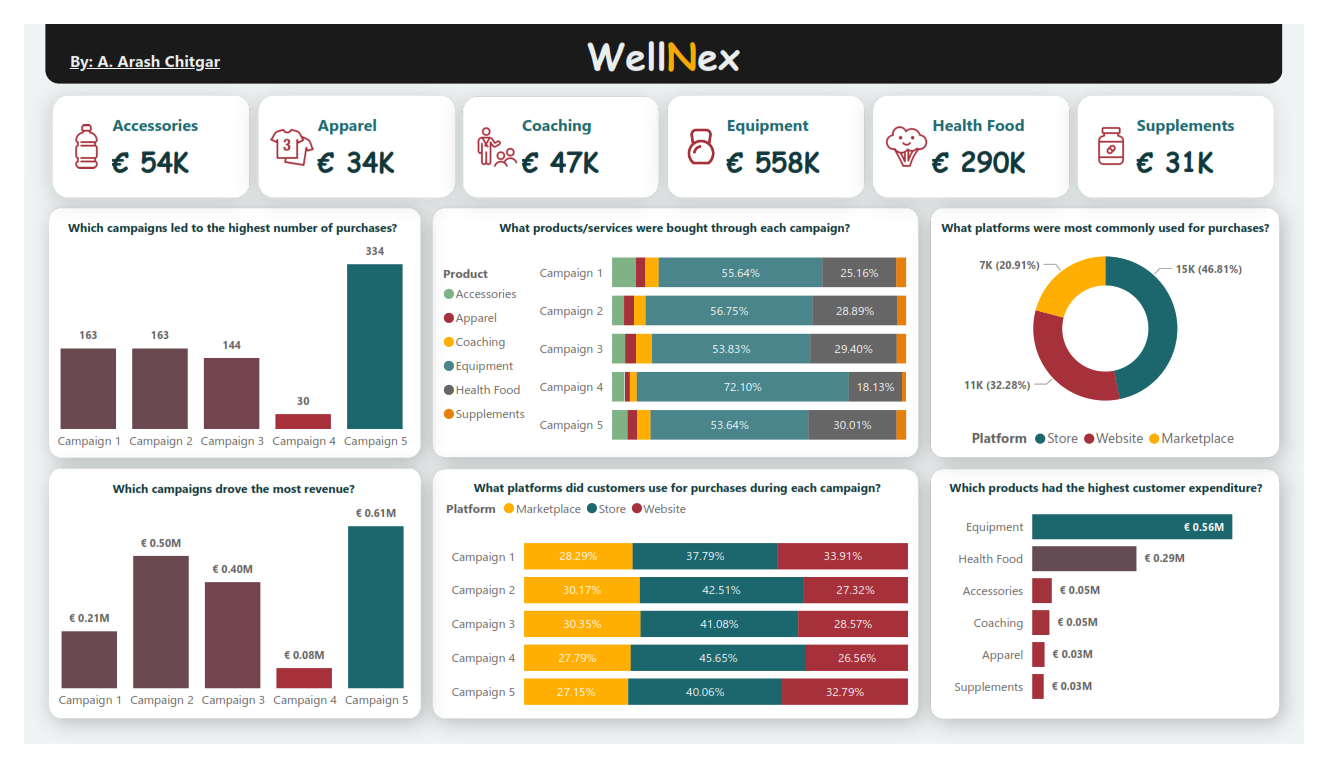 By: A. Arash Chitgar
WellNex
Accessories
€ 54K
3
Apparel
€ 34K
Coaching
€ 47K
Equipment
€ 558K
Health Food
€ 290K
Supplements
€ 31K
Which campaigns led to the highest number of purchases?
334
163
163
144
30
Campaign 1
Campaign 2
Campaign 3
Campaign 4
Campaign 5
What products/services were bought through each campaign?
Product
Accessories
Apparel
Coaching
Equipment
Health Food
Supplements
Campaign 1 55.64% 25.16%
Campaign 2 56.75% 28.89%
Campaign 3 53.83% 29.40%
Campaign 4 72.10% 18.13%
Campaign 5 53.64% 30.01%
What platforms were most commonly used for purchases?
7K (20.91%)
15K (46.81%)
11K (32.28%)
Platform Store Website Marketplace
Which campaigns drove the most revenue?
€ 0.61M
€ 0.50M
€ 0.40M
€ 0.21M
€ 0.08M
Campaign 1
Campaign 2
Campaign 3
Campaign 4
Campaign 5
What platforms did customers use for purchases during each campaign?
Platform Marketplace Store Website
Campaign 1 28.29% 37.79% 33.91%
Campaign 2 30.17% 42.51% 27.32%
Campaign 3 30.35% 41.08% 28.57%
Campaign 4 27.79% 45.65% 26.56%
Campaign 5 27.15% 40.06% 32.79%
Which products had the highest customer expenditure?
Equipment € 0.56M
Health Food € 0.29M
Accessories € 0.05M
Coaching € 0.05M
Apparel € 0.03M
Supplements € 0.03M